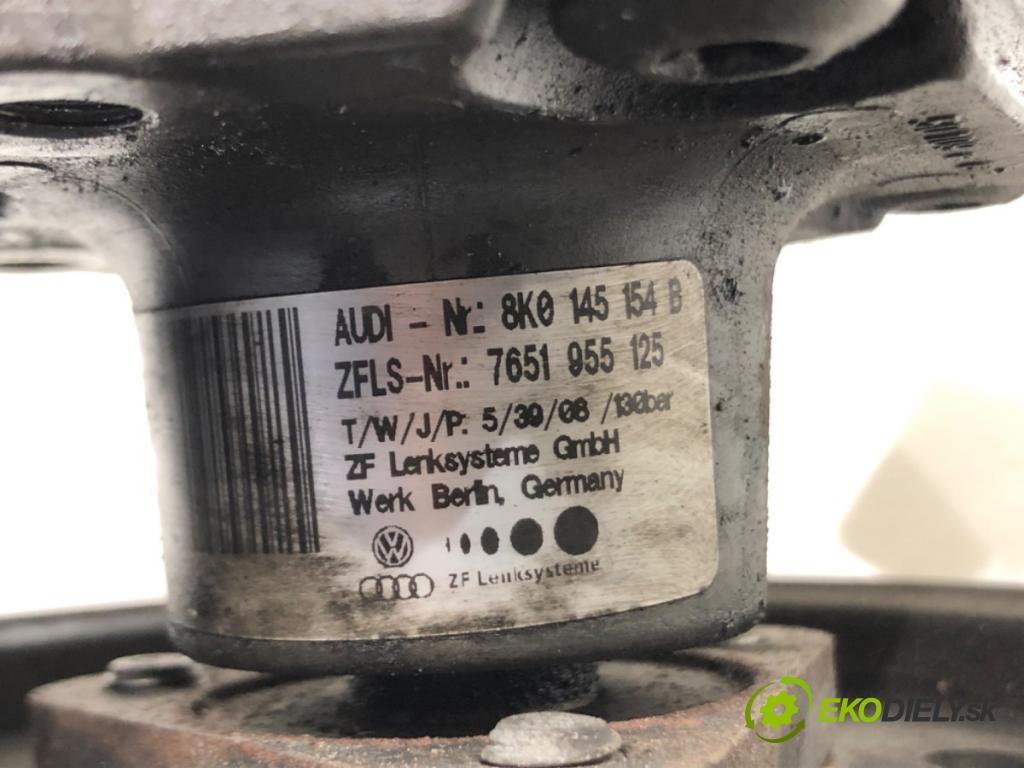 AUDI - Nr.: 8K0 145 154 B
ZFLS-Nr.: 7651 955 125
T/W/J/P: 5/39/08 /130bar
ZF Lenksysteme GmbH
Werk Berlin, Germany
ZF Lenksysteme
EKODIELY.SK